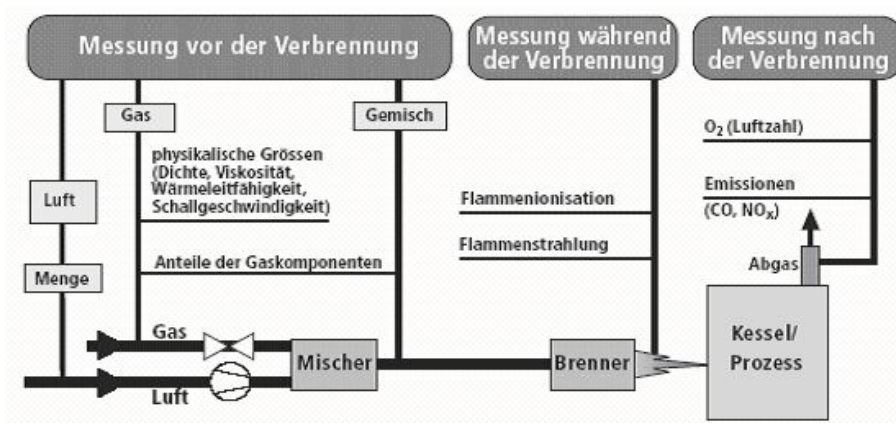 Messung vor der Verbrennung
Messung während
der Verbrennung
Messung nach
der Verbrennung
Gas
Gemisch
O₂ (Luftzahl)
physikalische Grössen
(Dichte, Viskosität,
Wärmeleitfähigkeit,
Schallgeschwindigkeit)
Luft
Flammenionisation
Emissionen
(CO, NOₓ)
Menge
Anteile der Gaskomponenten
Flammenstrahlung
Abgas
Gas
Mischer
Brenner
Kessel/
Prozess
Luft